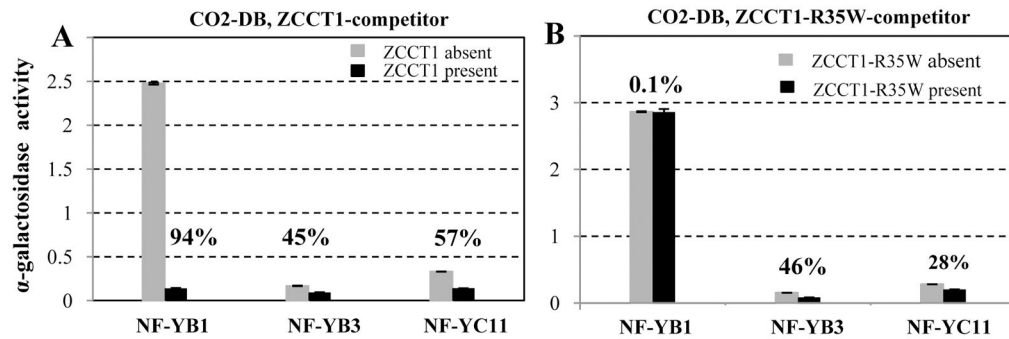 A
CO2-DB, ZCCT1-competitor
ZCCT1 absent
ZCCT1 present
α-galactosidase activity
2.5
2
1.5
1
0.5
0
94%
45%
57%
NF-YB1
NF-YB3
NF-YC11
B
CO2-DB, ZCCT1-R35W-competitor
ZCCT1-R35W absent
ZCCT1-R35W present
3
2
1
0
0.1%
46%
28%
NF-YB1
NF-YB3
NF-YC11